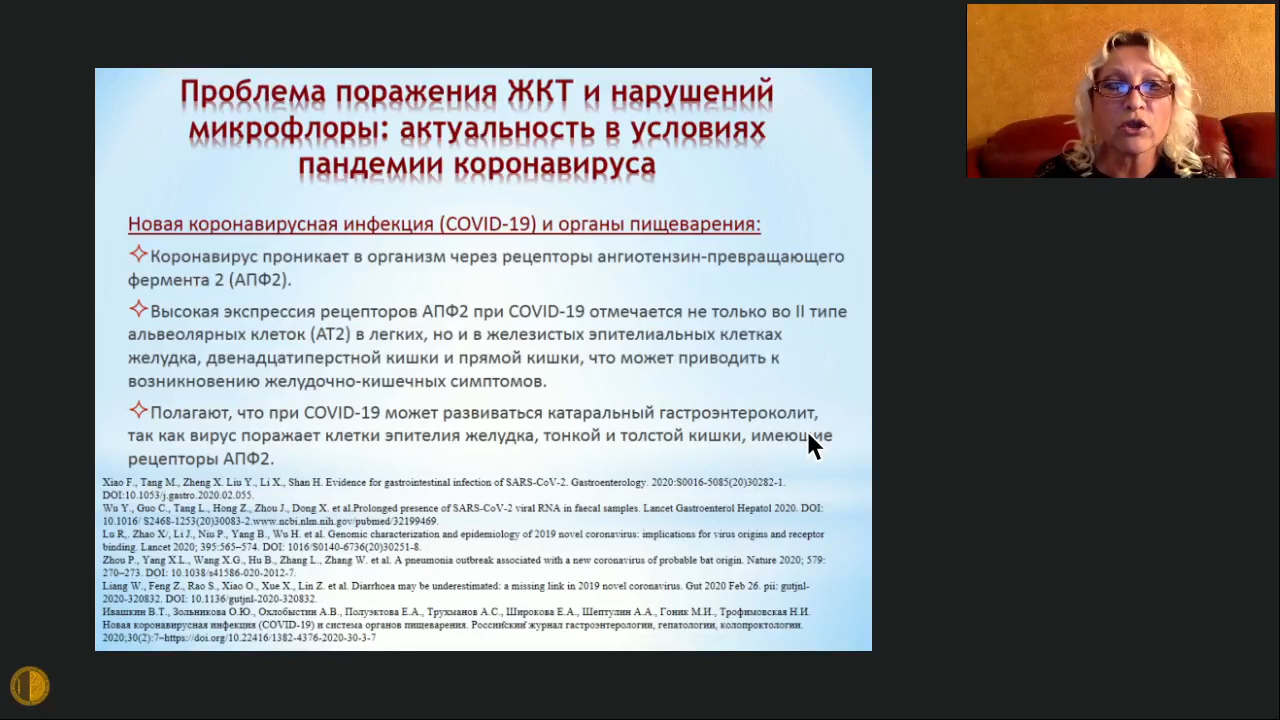 Проблема поражения ЖКТ и нарушений
микрофлоры: актуальность в условиях
пандемии коронавируса
Новая коронавирусная инфекция (COVID-19) и органы пищеварения:
Коронавирус проникает в организм через рецепторы ангиотензин-превращающего
фермента 2 (АПФ2).
Высокая экспрессия рецепторов АПФ2 при COVID-19 отмечается не только во II типе
альвеолярных клеток (АТ2) в легких, но и в железистых эпителиальных клетках
желудка, двенадцатиперстной кишки и прямой кишки, что может приводить к
возникновению желудочно-кишечных симптомов.
Полагают, что при COVID-19 может развиваться катаральный гастроэнтероколит,
так как вирус поражает клетки эпителия желудка, тонкой и толстой кишки, имеющие
рецепторы АПФ2.
Xiao F., Tang M., Zheng X. Liu Y., Li X., Shan H. Evidence for gastrointestinal infection of SARS-CoV-2. Gastroenterology. 2020:S0016-5085(20)30282-1.
DOI:10.1053/j.gastro.2020.02.055.
Wu Y., Guo C., Tang L., Hong Z., Zhou J., Dong X. et al.Prolonged presence of SARS-CoV-2 viral RNA in faecal samples. Lancet Gastroenterol Hepatol 2020. DOI:
10.1016/ S2468-1253(20)30083-2.www.ncbi.nlm.nih.gov/pubmed/32199469.
Lu R,, Zhao X/, Li J., Niu P., Yang B., Wu H. et al. Genomic characterization and epidemiology of 2019 novel coronavirus: implications for virus origins and receptor
binding. Lancet 2020; 395:565–574. DOI: 1016/S0140-6736(20)30251-8.
Zhou P., Yang X.L., Wang X.G., Hu B., Zhang L., Zhang W. et al. A pneumonia outbreak associated with a new coronavirus of probable bat origin. Nature 2020; 579:
270–273. DOI: 10.1038/s41586-020-2012-7.
Liang W., Feng Z., Rao S., Xiao O., Xue X., Lin Z. et al. Diarrhoea may be underestimated: a missing link in 2019 novel coronavirus. Gut 2020 Feb 26. pii: gutjnl-
2020-320832. DOI: 10.1136/gutjnl-2020-320832.
Ивашкин В.Т., Зольникова О.Ю., Охлобыстин А.В., Полуэктова Е.А., Трухманов А.С., Широкова Е.А., Шептулин А.А., Гоник М.И., Трофимовская Н.И.
Новая коронавирусная инфекция (COVID-19) и система органов пищеварения. Российский журнал гастроэнтерологии, гепатологии, колопроктологии.
2020;30(2):7–https://doi.org/10.22416/1382-4376-2020-30-3-7